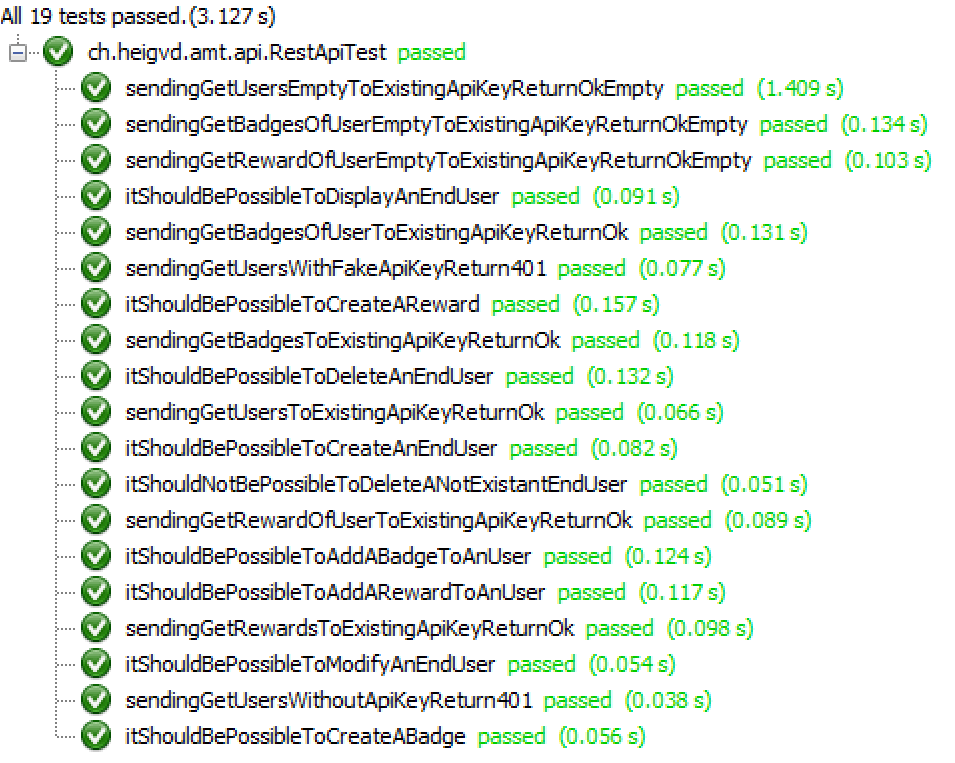 All 19 tests passed.(3.127 s)
ch.heigvd.amt.api.RestApiTest passed
sendingGetUsersEmptyToExistingApiKeyReturnOkEmpty passed (1.409 s)
sendingGetBadgesOfUserEmptyToExistingApiKeyReturnOkEmpty passed (0.134 s)
sendingGetRewardOfUserEmptyToExistingApiKeyReturnOkEmpty passed (0.103 s)
itShouldBePossibleToDisplayAnEndUser passed (0.091 s)
sendingGetBadgesOfUserToExistingApiKeyReturnOk passed (0.131 s)
sendingGetUsersWithFakeApiKeyReturn401 passed (0.077 s)
itShouldBePossibleToCreateAReward passed (0.157 s)
sendingGetBadgesToExistingApiKeyReturnOk passed (0.118 s)
itShouldBePossibleToDeleteAnEndUser passed (0.132 s)
sendingGetUsersToExistingApiKeyReturnOk passed (0.066 s)
itShouldBePossibleToCreateAnEndUser passed (0.082 s)
itShouldNotBePossibleToDeleteANotExistantEndUser passed (0.051 s)
sendingGetRewardOfUserToExistingApiKeyReturnOk passed (0.089 s)
itShouldBePossibleToAddABadgeToAnUser passed (0.124 s)
itShouldBePossibleToAddARewardToAnUser passed (0.117 s)
sendingGetRewardsToExistingApiKeyReturnOk passed (0.098 s)
itShouldBePossibleToModifyAnEndUser passed (0.054 s)
sendingGetUsersWithoutApiKeyReturn401 passed (0.038 s)
itShouldBePossibleToCreateABadge passed (0.056 s)